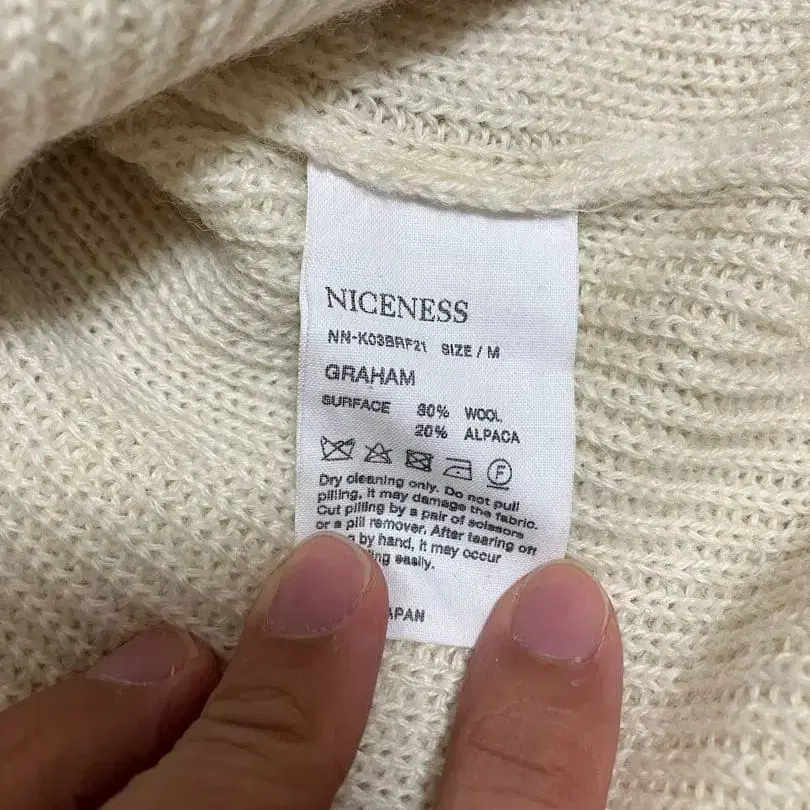 NICENESS
NN-K03BRF21 SIZE / M
GRAHAM
SURFACE 80% WOOL
20% ALPACA
F
Dry cleaning only. Do not pull
pilling, it may damage the fabric.
Cut pilling by a pair of scissors
or a pill remover. After tearing off
by hand, it may occur
easily.